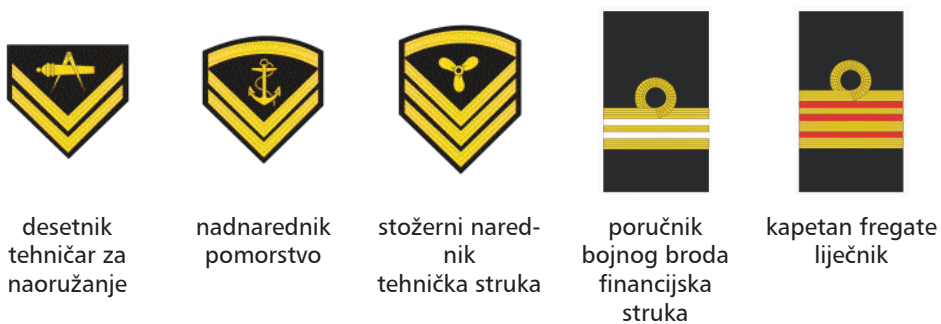 desetnik
tehničar za
naoružanje
nadnarednik
pomorstvo
stožerni nared-
nik
tehnička struka
poručnik
bojnog broda
financijska
struka
kapetan fregate
liječnik